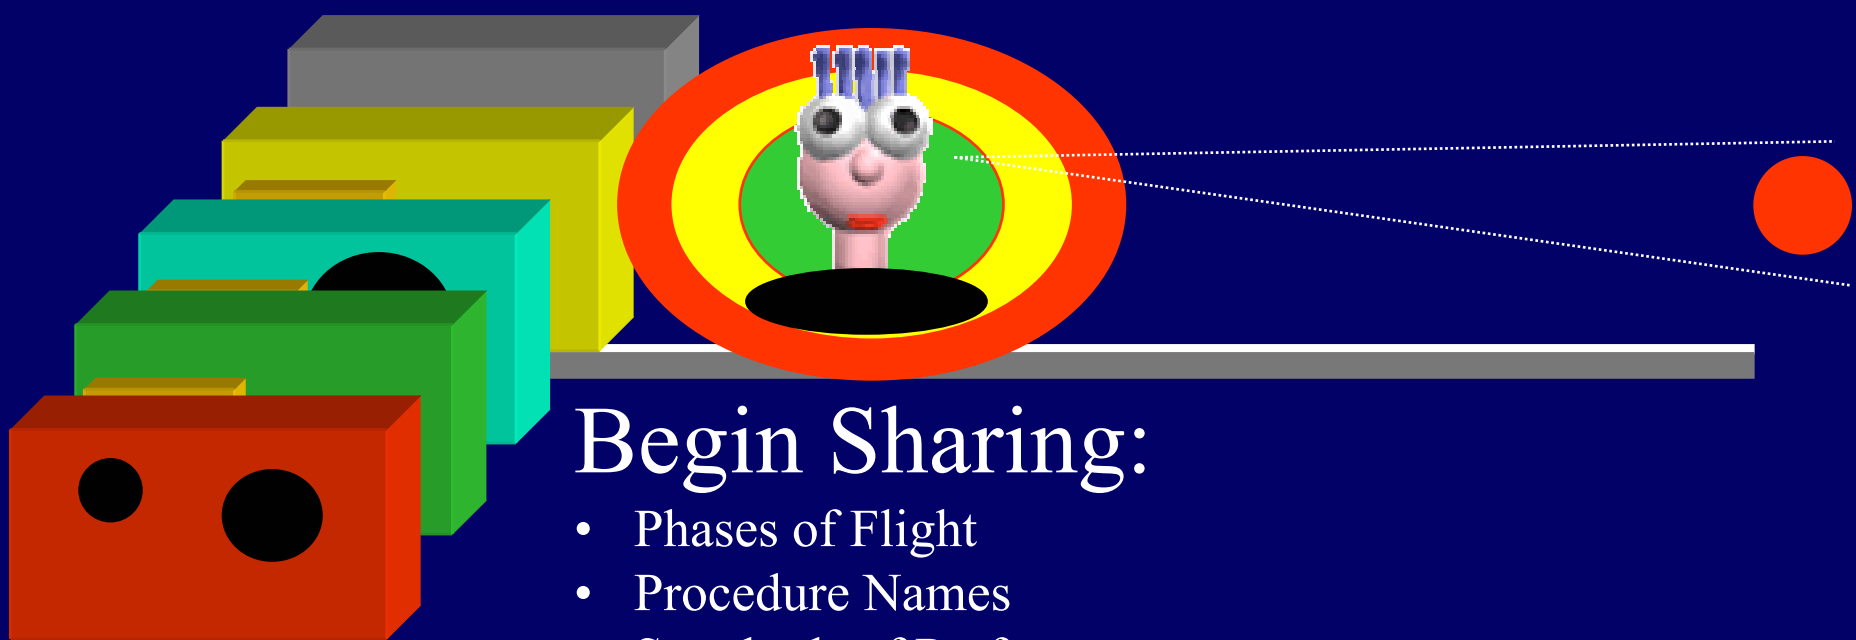 Begin Sharing:
• Phases of Flight
• Procedure Names